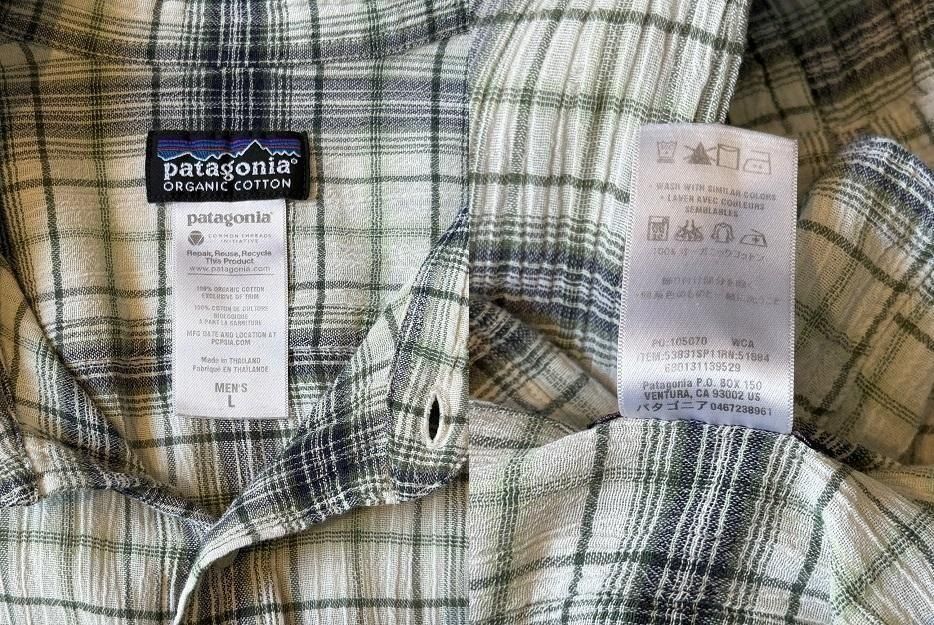 patagonia®
ORGANIC COTTON
patagonia®
COMMON THREADS
INITIATIVE
Repair, Reuse, Recycle
This Product
www.patagonia.com
100% ORGANIC COTTON
EXCLUSIVE OF TRIM
100% COTON DE CULTURE
BIOLOGIQUE
À PART LA GARNITURE
MFG DATE AND LOCATION AT
PCPSIA.COM
Made in THAILAND
Fabriqué EN THAÏLANDE
MEN'S
L
• WASH WITH SIMILAR COLORS
• LAVER AVEC COULEURS
SEMBLABLES
PO:105070 WCA
ITEM:53831SP11RN:51884
680131139529
Patagonia P.O. BOX 150
VENTURA, CA 93002 US
パタゴニア 0467238961